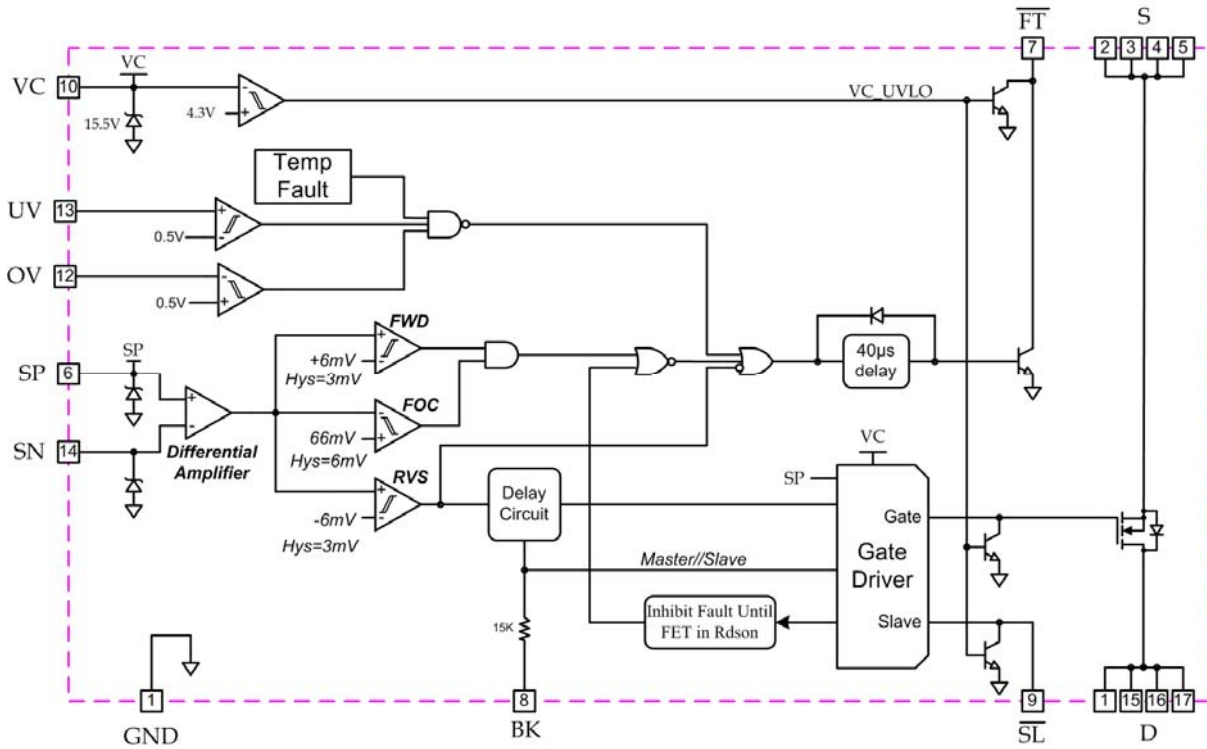 FT
S
7
2
3
4
5
VC
10
VC
15.5V
-
+
4.3V
VC_UVLO
Temp
Fault
UV
13
+
-
0.5V
OV
12
-
+
0.5V
FWD
+
-
+6mV
Hys=3mV
40µs
delay
SP
SP
6
+
-
Differential
Amplifier
SN
14
FOC
-
+
66mV
Hys=6mV
RVS
+
-
-6mV
Hys=3mV
Delay
Circuit
VC
SP
Gate
Gate
Driver
Slave
Master//Slave
Inhibit Fault Until
FET in Rdson
15K
1
GND
8
BK
9
SL
1
15
16
17
D